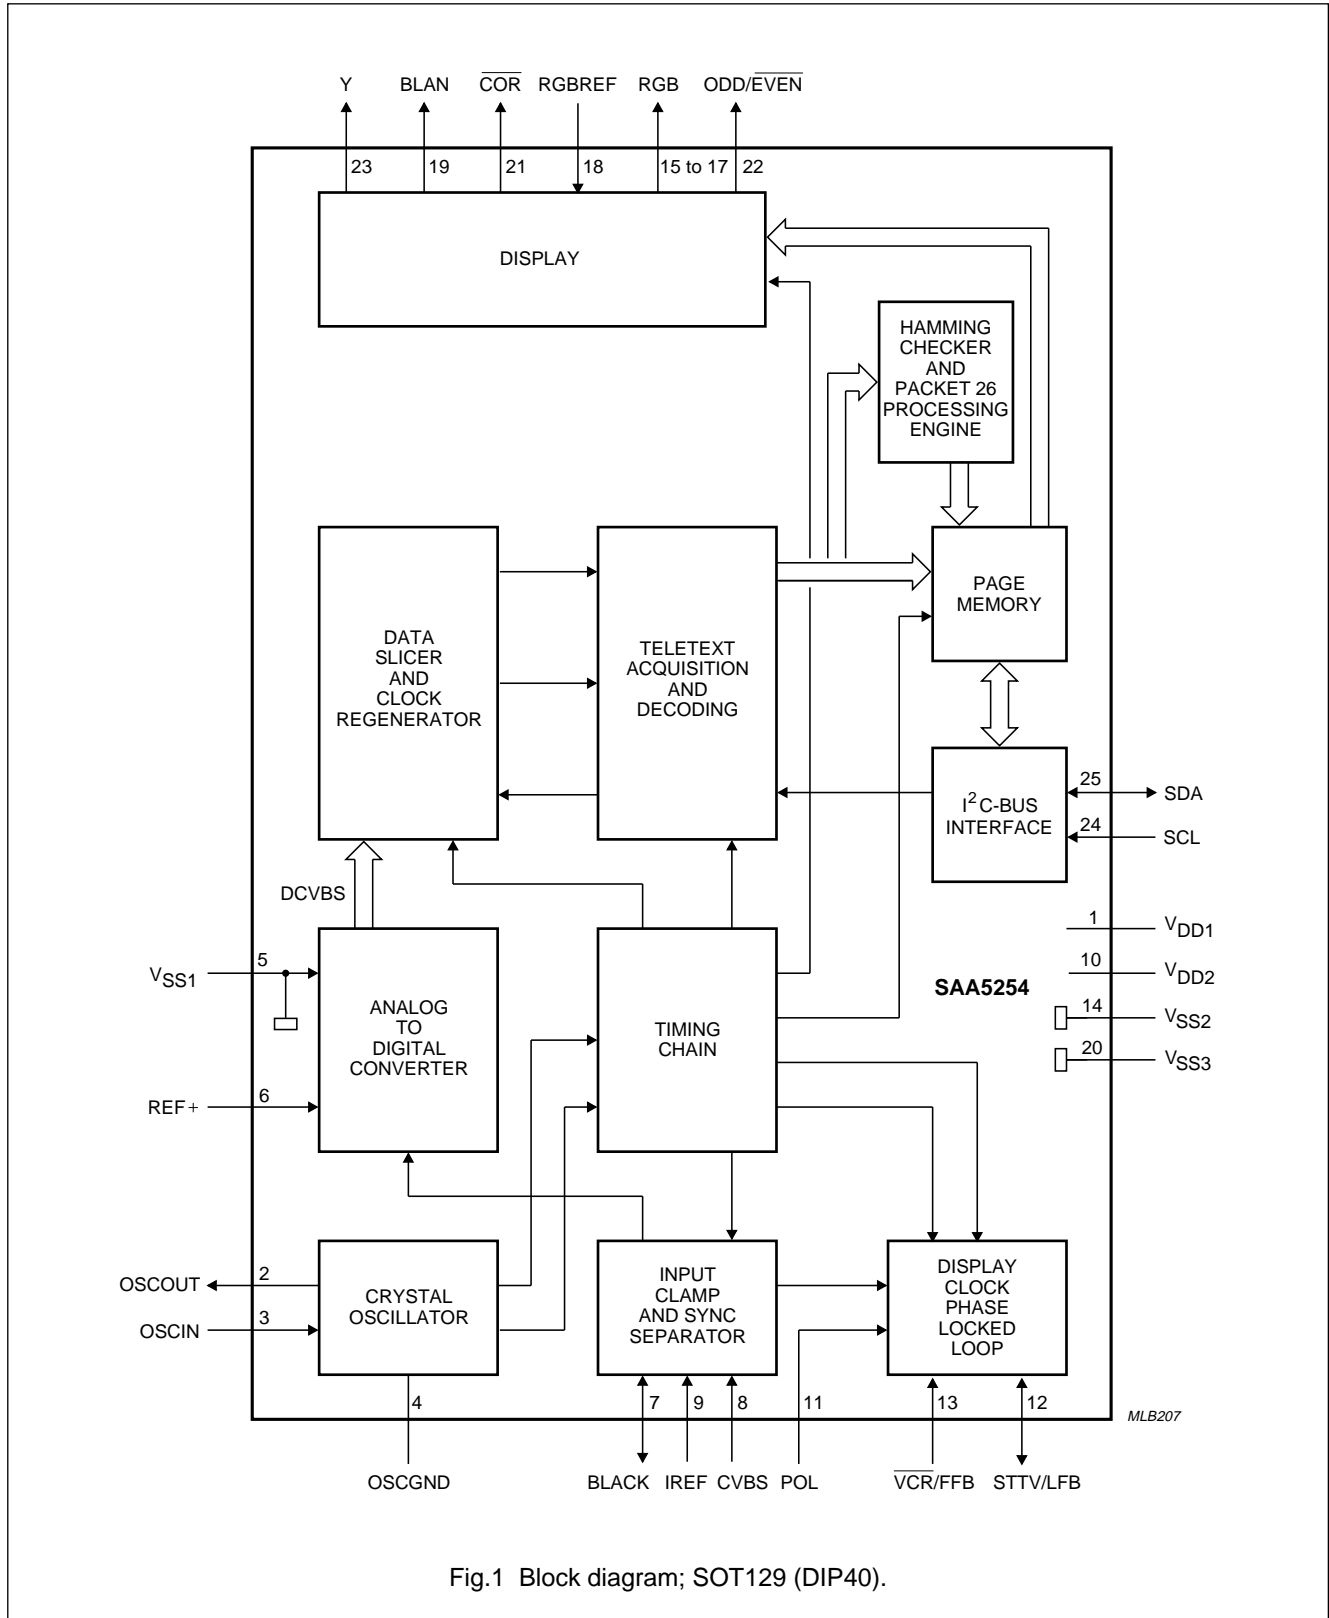 Y BLAN COR RGBREF RGB ODD/EVEN
23 19 21 18 15 to 17 22
DISPLAY
HAMMING
CHECKER
AND
PACKET 26
PROCESSING
ENGINE
DATA
SLICER
AND
CLOCK
REGENERATOR
TELETEXT
ACQUISITION
AND
DECODING
PAGE
MEMORY
I2C-BUS
INTERFACE
25 SDA
24 SCL
DCVBS
1 VDD1
10 VDD2
SAA5254
14 VSS2
20 VSS3
VSS1 5
REF+ 6
ANALOG
TO
DIGITAL
CONVERTER
TIMING
CHAIN
OSCOUT 2
OSCIN 3
CRYSTAL
OSCILLATOR
INPUT
CLAMP
AND SYNC
SEPARATOR
DISPLAY
CLOCK
PHASE
LOCKED
LOOP
4 7 9 8 11 13 12
MLB207
OSCGND BLACK IREF CVBS POL VCR/FFB STTV/LFB
Fig.1 Block diagram; SOT129 (DIP40).